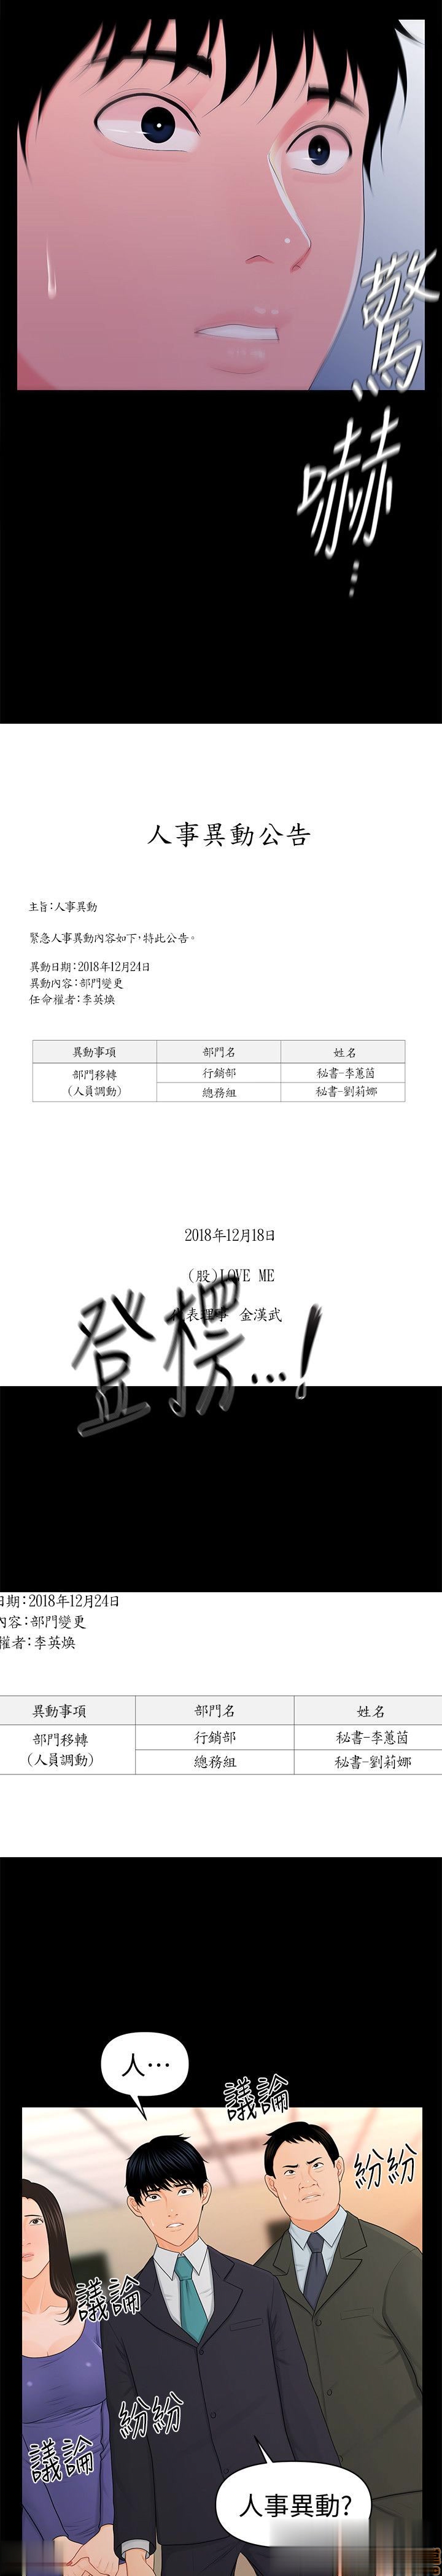 驚
嚇
⋮
人事異動公告
主旨：人事異動
緊急人事異動內容如下，特此公告。
異動日期：2018年12月24日
異動內容：部門變更
任命權者：李英煥
異動事項 部門名 姓名
部門移轉 (人員調動) 行銷部 秘書-李蕙茵
總務組 秘書-劉莉娜
2018年12月18日
(股)LOVE ME
代表理事 金漢武
登愣...!
日期：2018年12月24日
內容：部門變更
權者：李英煥
異動事項 部門名 姓名
部門移轉 (人員調動) 行銷部 秘書-李蕙茵
總務組 秘書-劉莉娜
人…
議論
紛紛
議論
紛紛
議論
人事異動?